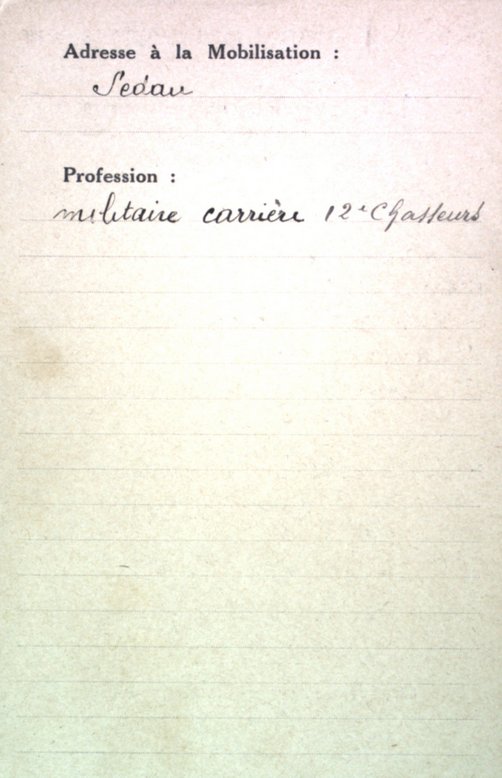 Adresse à la Mobilisation :
Sedan
Profession :
militaire carrière 12e Chasseurs